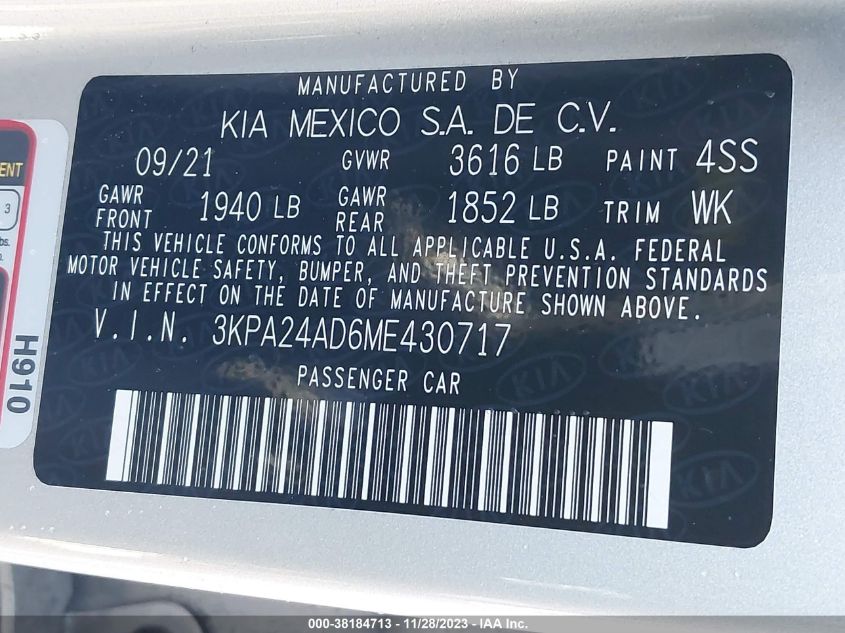 MANUFACTURED BY
KIA MEXICO S.A. DE C.V.
09/21 GVWR 3616 LB PAINT 4SS
GAWR FRONT 1940 LB GAWR REAR 1852 LB TRIM WK
THIS VEHICLE CONFORMS TO ALL APPLICABLE U.S.A. FEDERAL
MOTOR VEHICLE SAFETY, BUMPER, AND THEFT PREVENTION STANDARDS
IN EFFECT ON THE DATE OF MANUFACTURE SHOWN ABOVE.
V.I.N. 3KPA24AD6ME430717
PASSENGER CAR
KIA
H910
3
000-38184713 - 11/28/2023 - IAA Inc.